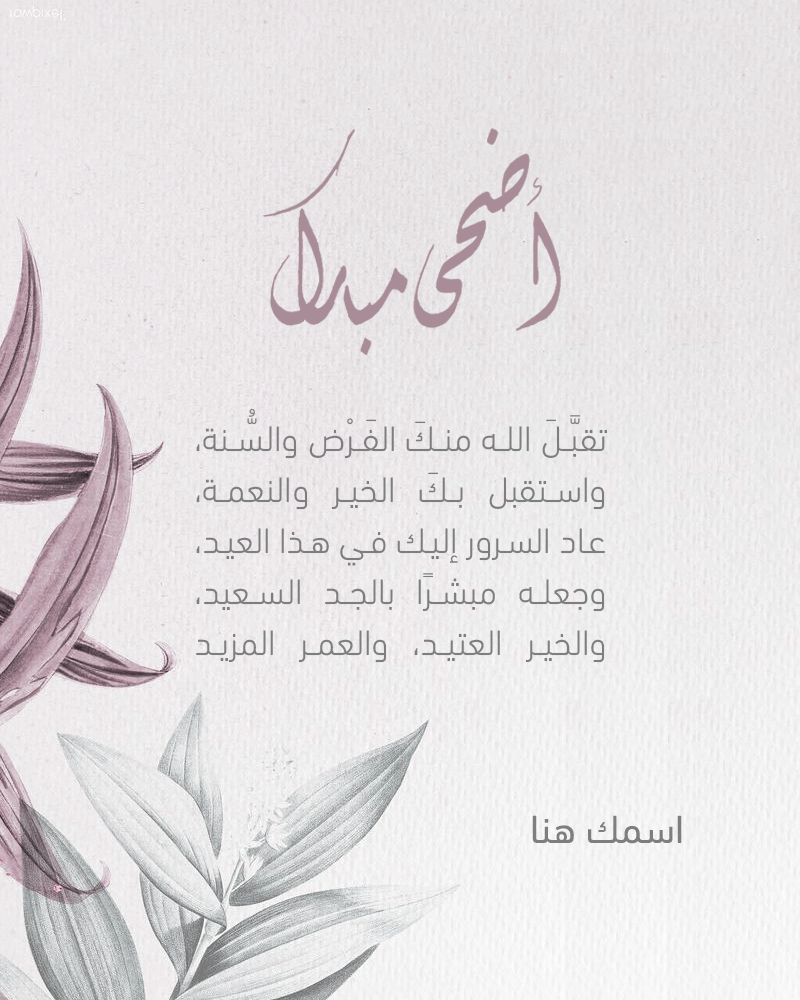 rawpixel
أضحى مبارك
تقبَّلَ الله منكَ الفَرْض والسُّنة،
واستقبل بكَ الخير والنعمة،
عاد السرور إليك في هذا العيد،
وجعله مبشرًا بالجد السعيد،
والخير العتيد، والعمر المزيد
اسمك هنا